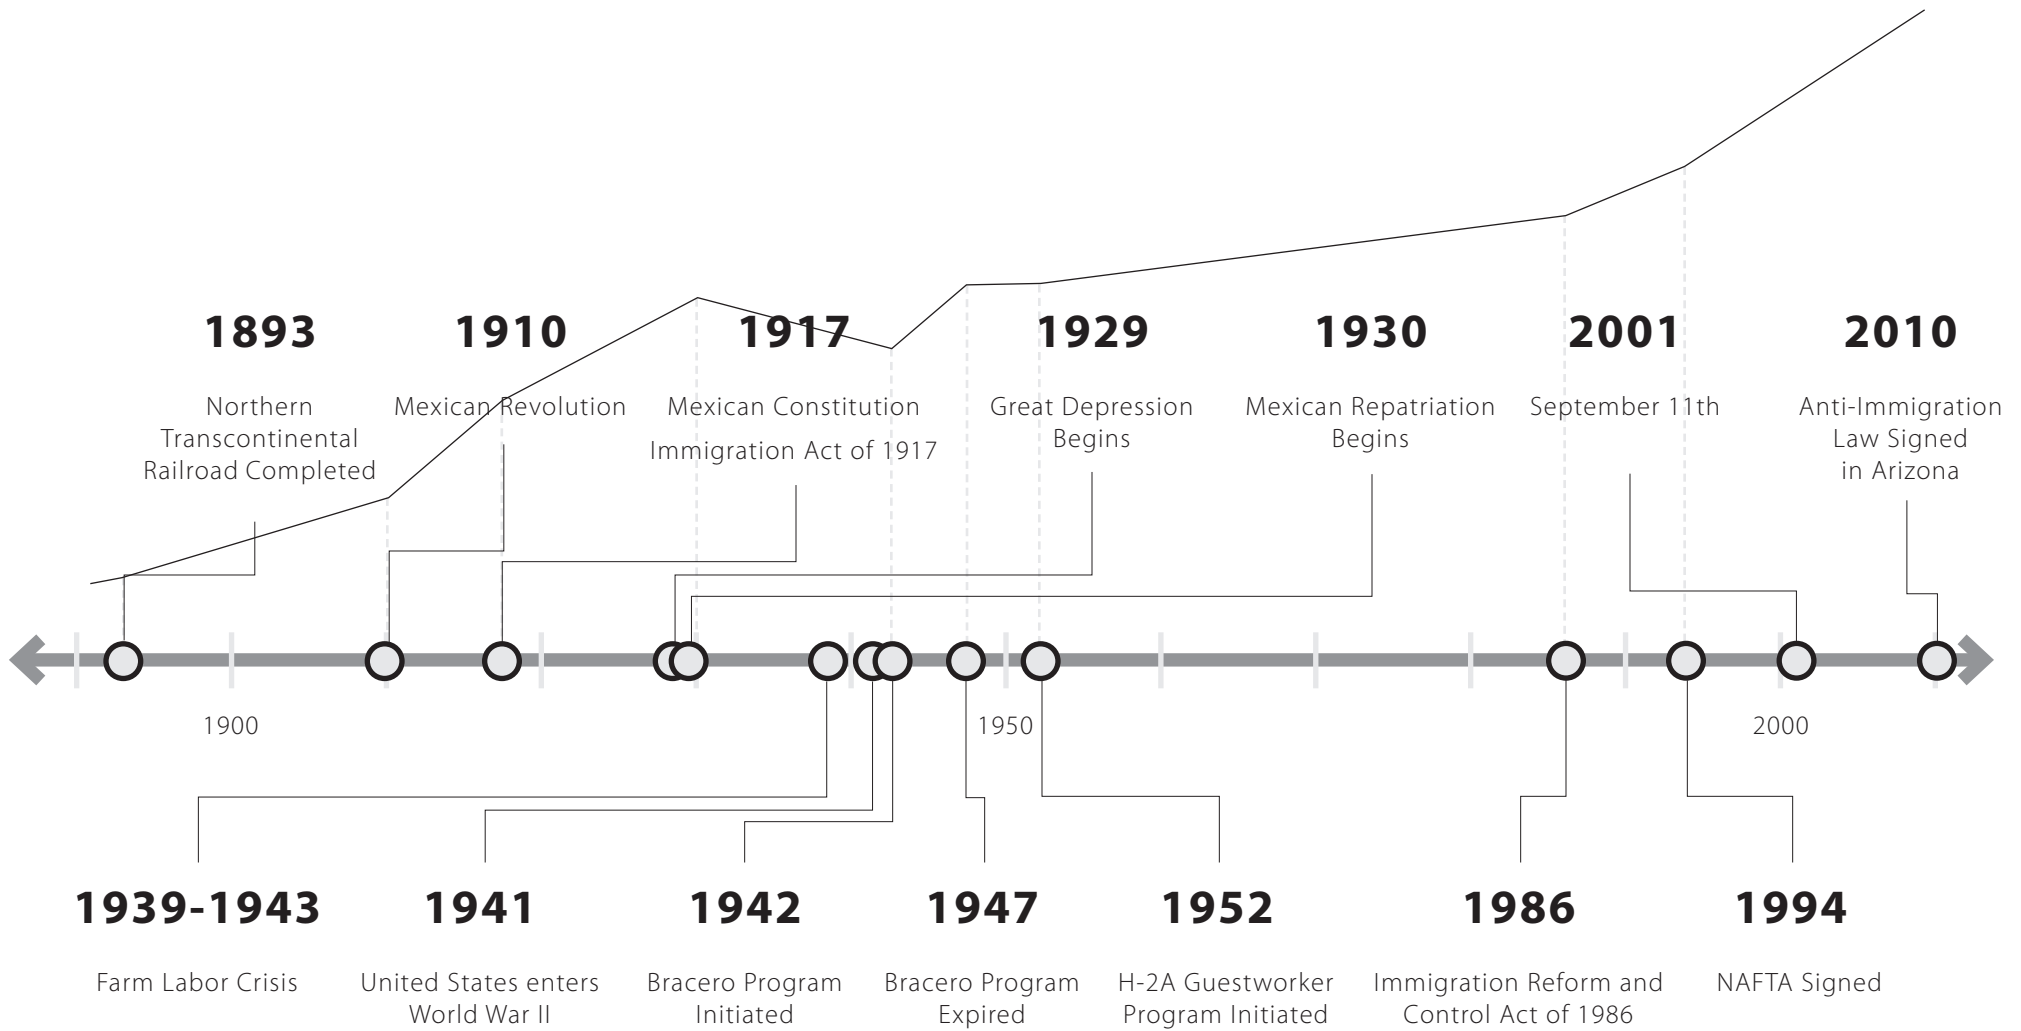 1893
Northern
Transcontinental
Railroad Completed
1910
Mexican Revolution
1917
Mexican Constitution
Immigration Act of 1917
1929
Great Depression
Begins
1930
Mexican Repatriation
Begins
2001
September 11th
2010
Anti-Immigration
Law Signed
in Arizona
1900
1950
2000
1939-1943
Farm Labor Crisis
1941
United States enters
World War II
1942
Bracero Program
Initiated
1947
Bracero Program
Expired
1952
H-2A Guestworker
Program Initiated
1986
Immigration Reform and
Control Act of 1986
1994
NAFTA Signed